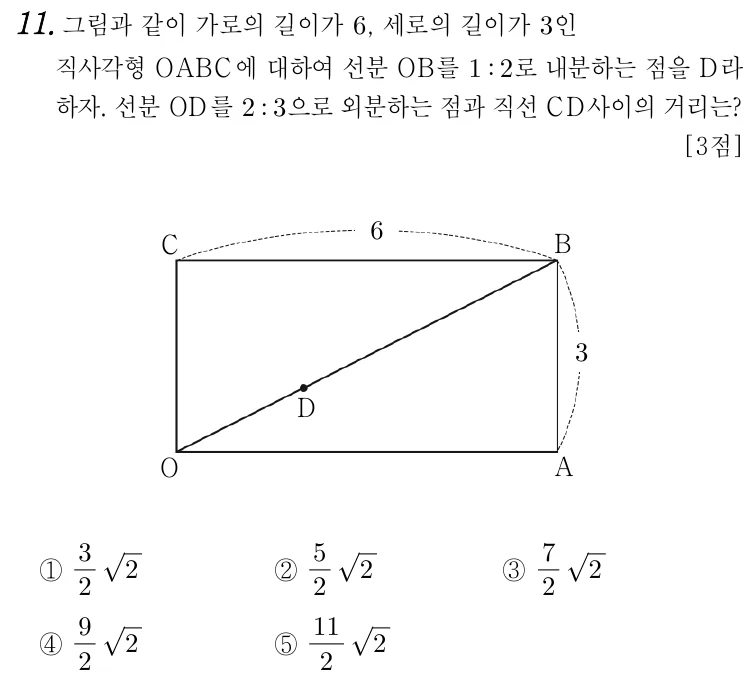 11. 그림과 같이 가로의 길이가 6, 세로의 길이가 3인
직사각형 OABC에 대하여 선분 OB를 1 : 2로 내분하는 점을 D라
하자. 선분 OD를 2 : 3으로 외분하는 점과 직선 CD사이의 거리는?
[3점]
C 6 B
3
D
O A
① 3/2 √2 ② 5/2 √2 ③ 7/2 √2
④ 9/2 √2 ⑤ 11/2 √2